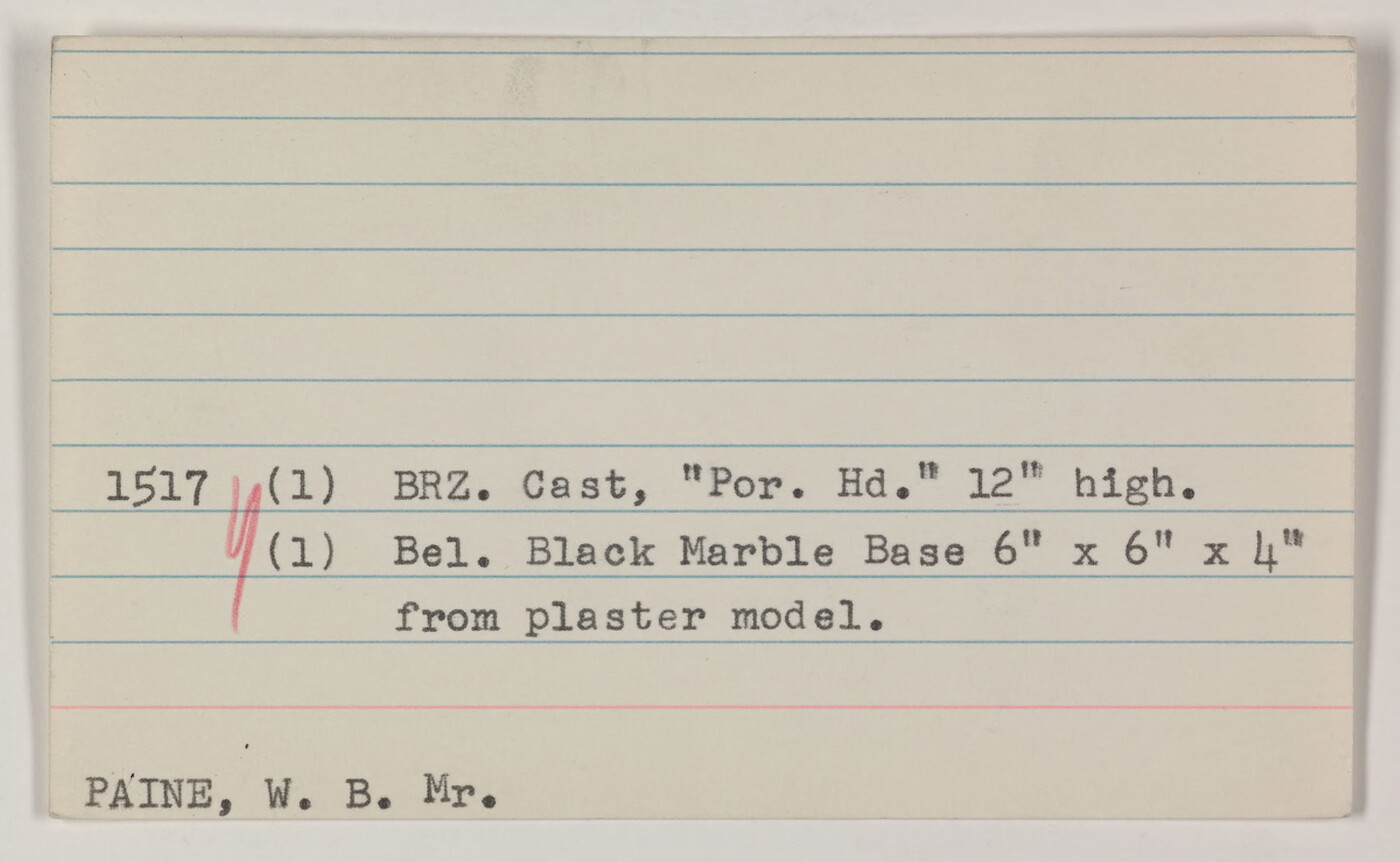 1517 y (1) BRZ. Cast, "Por. Hd." 12" high.
(1) Bel. Black Marble Base 6" x 6" x 4"
from plaster model.
PAINE, W. B. Mr.